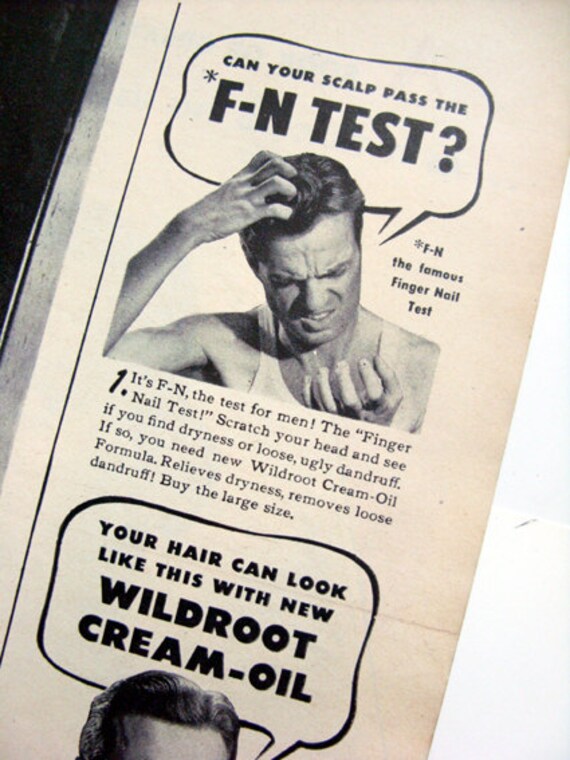 CAN YOUR SCALP PASS THE
*F-N TEST?
*F-N
the famous
Finger Nail
Test
1. It's F-N, the test for men! The "Finger
Nail Test!" Scratch your head and see
if you find dryness or loose, ugly dandruff.
If so, you need new Wildroot Cream-Oil
Formula. Relieves dryness, removes loose
dandruff! Buy the large size.
YOUR HAIR CAN LOOK
LIKE THIS WITH NEW
WILDROOT
CREAM-OIL